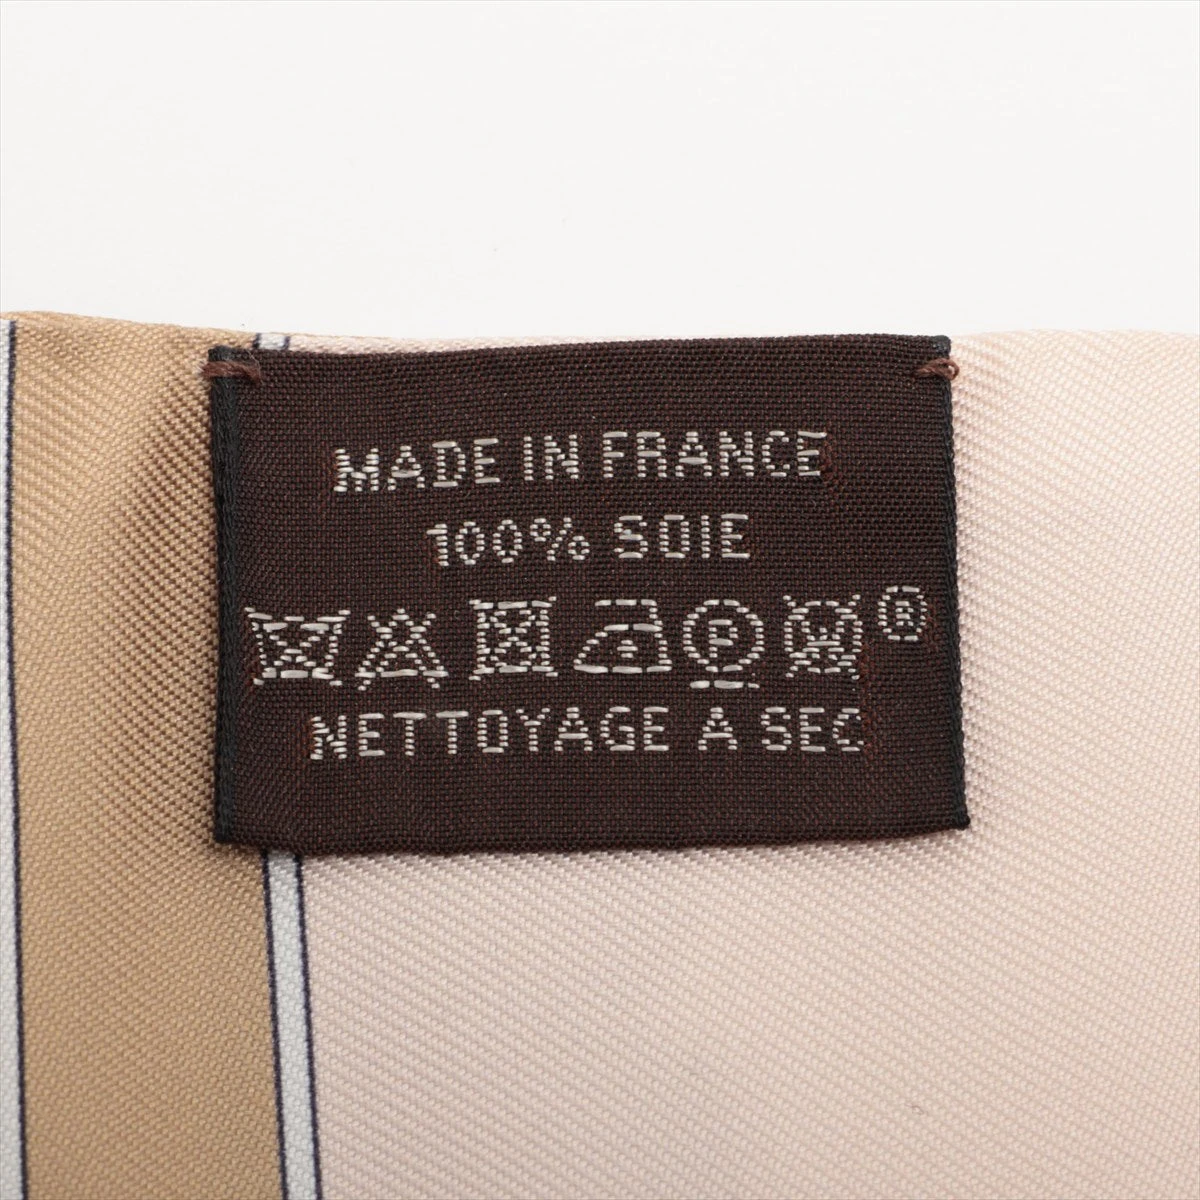 MADE IN FRANCE
100% SOIE
P ®
NETTOYAGE A SEC